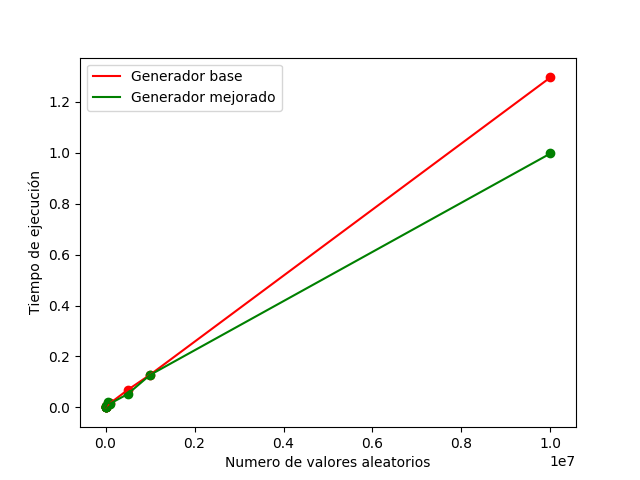 Generador base
Generador mejorado
1.2
1.0
0.8
0.6
0.4
0.2
0.0
Tiempo de ejecución
0.0 0.2 0.4 0.6 0.8 1.0
1e7
Numero de valores aleatorios